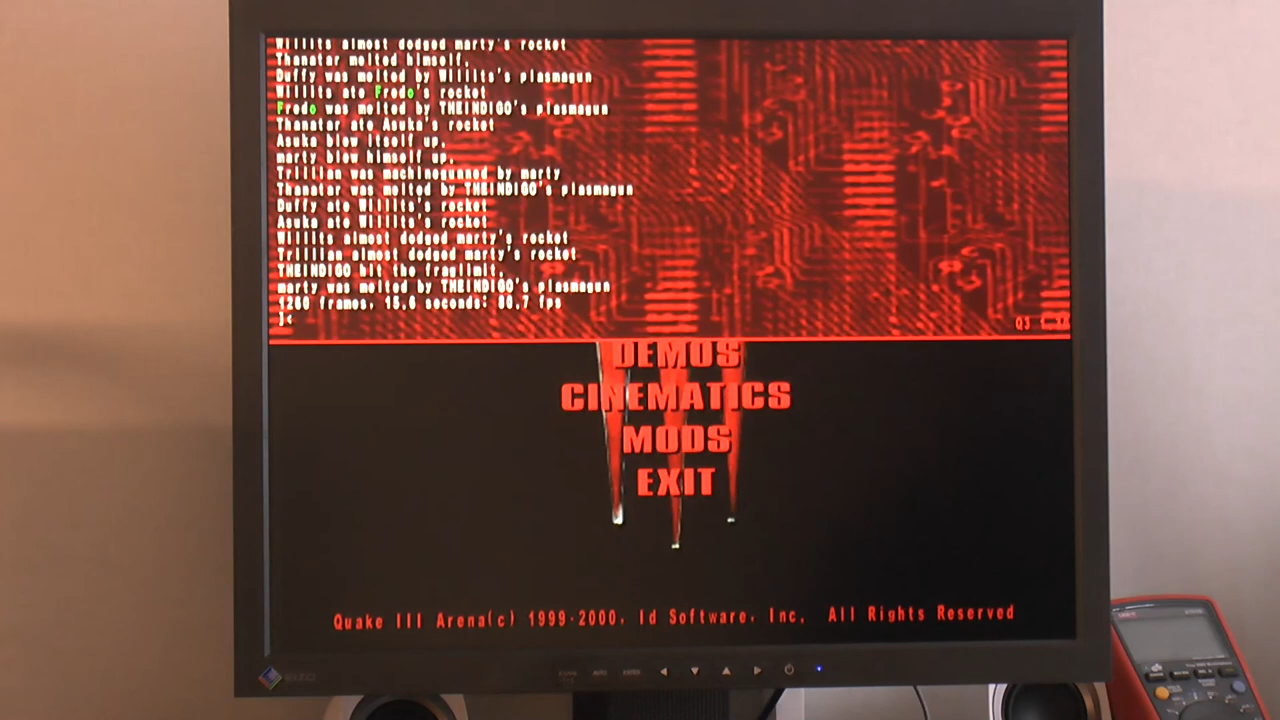 Willits almost dodged marty's rocket
Thanatar melted himself.
Duffy was melted by Willits's plasmagun
Willits ate Fredo's rocket
Fredo was melted by THEINDIGO's plasmagun
Thanatar ate Asuka's rocket
Asuka blew itself up.
marty blew himself up.
Trillian was machinegunned by marty
Thanatar was melted by THEINDIGO's plasmagun
Duffy ate Willits's rocket
Asuka ate Willits's rocket
Willits almost dodged marty's rocket
Trillian almost dodged marty's rocket
THEINDIGO hit the fraglimit.
marty was melted by THEINDIGO's plasmagun
1260 frames, seconds: fps
]
Q3
DEMOS
CINEMATICS
MODS
EXIT
Quake III Arena(c) 1999-2000, Id Software, Inc. All Rights Reserved
EIZO
AUTO
ENTER